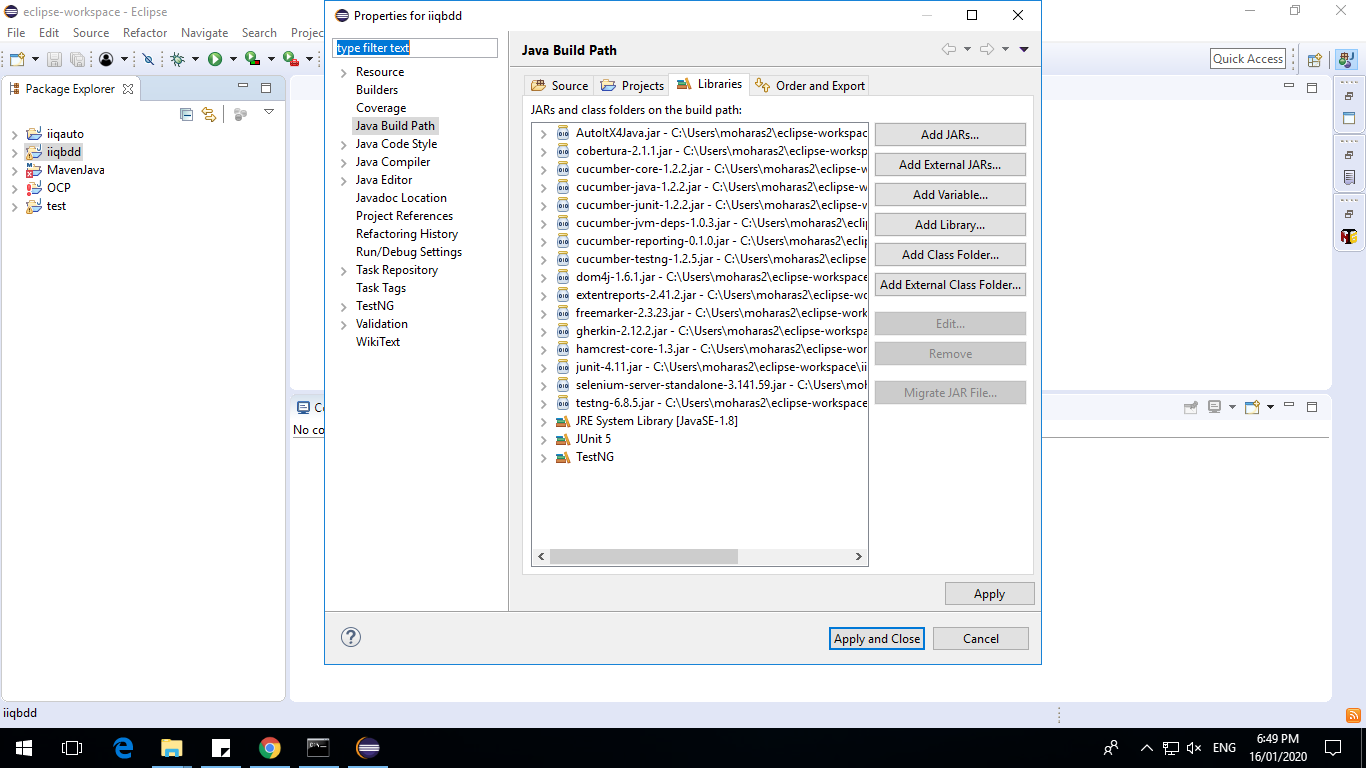 eclipse-workspace - Eclipse
File Edit Source Refactor Navigate Search Projec
Quick Access
Package Explorer
iiqauto
iiqbdd
MavenJava
OCP
test
Co
No co
Properties for iiqbdd
type filter text
Resource
Builders
Coverage
Java Build Path
Java Code Style
Java Compiler
Java Editor
Javadoc Location
Project References
Refactoring History
Run/Debug Settings
Task Repository
Task Tags
TestNG
Validation
WikiText
Java Build Path
Source Projects Libraries Order and Export
JARs and class folders on the build path:
AutoItX4Java.jar - C:\Users\moharas2\eclipse-workspac
cobertura-2.1.1.jar - C:\Users\moharas2\eclipse-worksp
cucumber-core-1.2.2.jar - C:\Users\moharas2\eclipse-w
cucumber-java-1.2.2.jar - C:\Users\moharas2\eclipse-w
cucumber-junit-1.2.2.jar - C:\Users\moharas2\eclipse-w
cucumber-jvm-deps-1.0.3.jar - C:\Users\moharas2\eclip
cucumber-reporting-0.1.0.jar - C:\Users\moharas2\eclip
cucumber-testng-1.2.5.jar - C:\Users\moharas2\eclipse
dom4j-1.6.1.jar - C:\Users\moharas2\eclipse-workspace
extentreports-2.41.2.jar - C:\Users\moharas2\eclipse-wo
freemarker-2.3.23.jar - C:\Users\moharas2\eclipse-work
gherkin-2.12.2.jar - C:\Users\moharas2\eclipse-workspa
hamcrest-core-1.3.jar - C:\Users\moharas2\eclipse-wor
junit-4.11.jar - C:\Users\moharas2\eclipse-workspace\ii
selenium-server-standalone-3.141.59.jar - C:\Users\moh
testng-6.8.5.jar - C:\Users\moharas2\eclipse-workspace
JRE System Library [JavaSE-1.8]
JUnit 5
TestNG
Add JARs...
Add External JARs...
Add Variable...
Add Library...
Add Class Folder...
Add External Class Folder...
Edit...
Remove
Migrate JAR File...
Apply
Apply and Close Cancel
iiqbdd
ENG
6:49 PM
16/01/2020